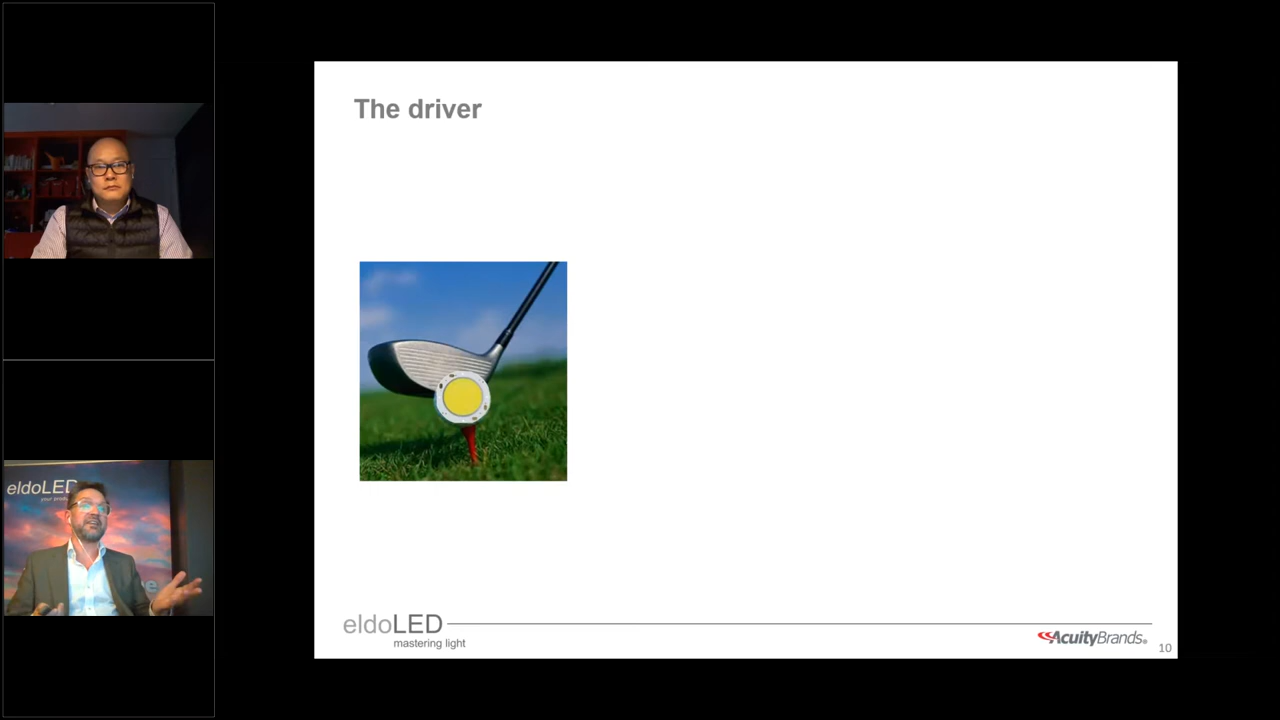 The driver
eldoLED
eldoLED
mastering light
AcuityBrands®
10